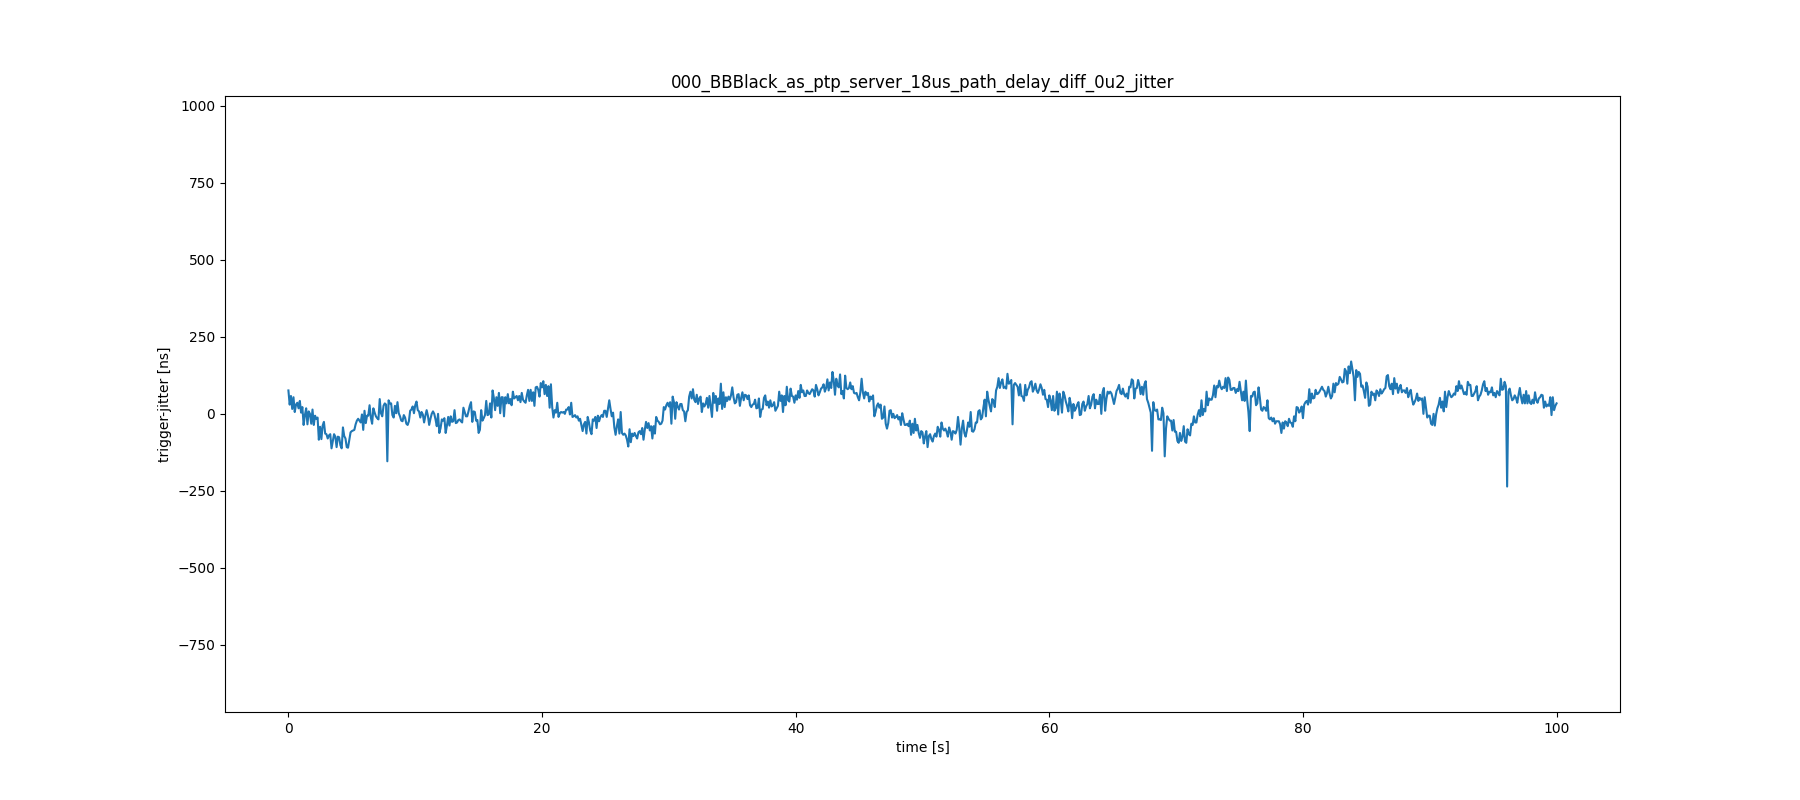 000_BBBlack_as_ptp_server_18us_path_delay_diff_0u2_jitter
1000
750
500
250
0
−250
−500
−750
trigger-jitter [ns]
0 20 40 60 80 100
time [s]